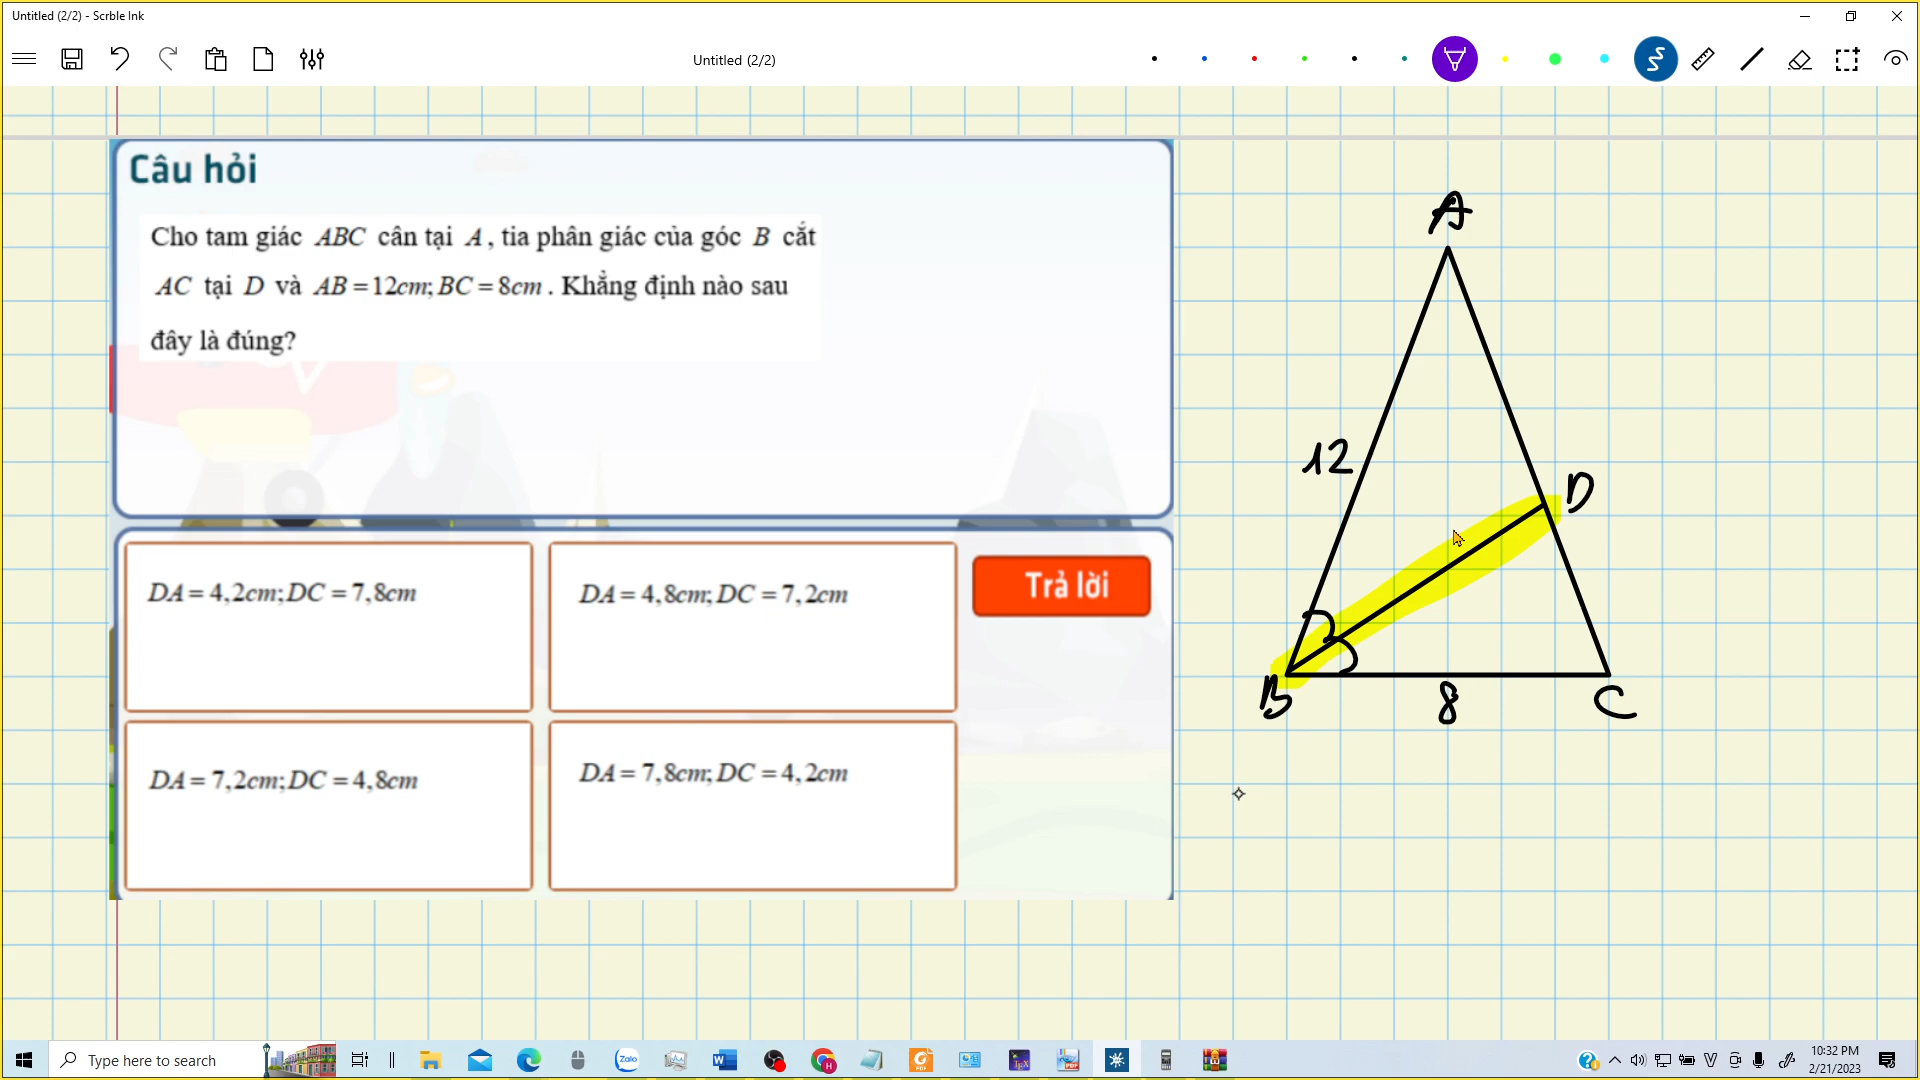 Untitled (2/2) - Scrble Ink
Untitled (2/2)
Câu hỏi
Cho tam giác ABC cân tại A, tia phân giác của góc B cắt
AC tại D và AB = 12cm; BC = 8cm. Khẳng định nào sau
đây là đúng?
DA = 4,2cm; DC = 7,8cm
DA = 4,8cm; DC = 7,2cm
Trả lời
DA = 7,2cm; DC = 4,8cm
DA = 7,8cm; DC = 4,2cm
A
12
D
B
8
C
Type here to search
Zalo
10:32 PM
2/21/2023